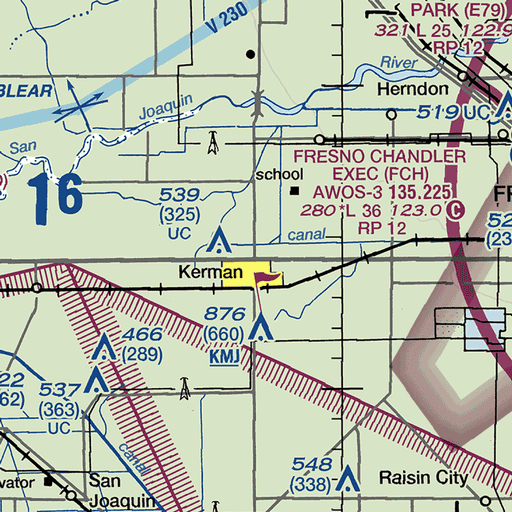 V 230
PARK (E79)
321 L 25 122.9
RP 12
River
Herndon
BLEAR
Joaquin
519 UC
San
FRESNO CHANDLER
EXEC (FCH)
school
AWOS-3 135.225
280 *L 36 123.0
C
RP 12
16
539
(325)
UC
canal
Kerman
876
(660)
KMJ
466
(289)
537
(363)
UC
canal
548
(338)
San
Joaquin
Raisin City